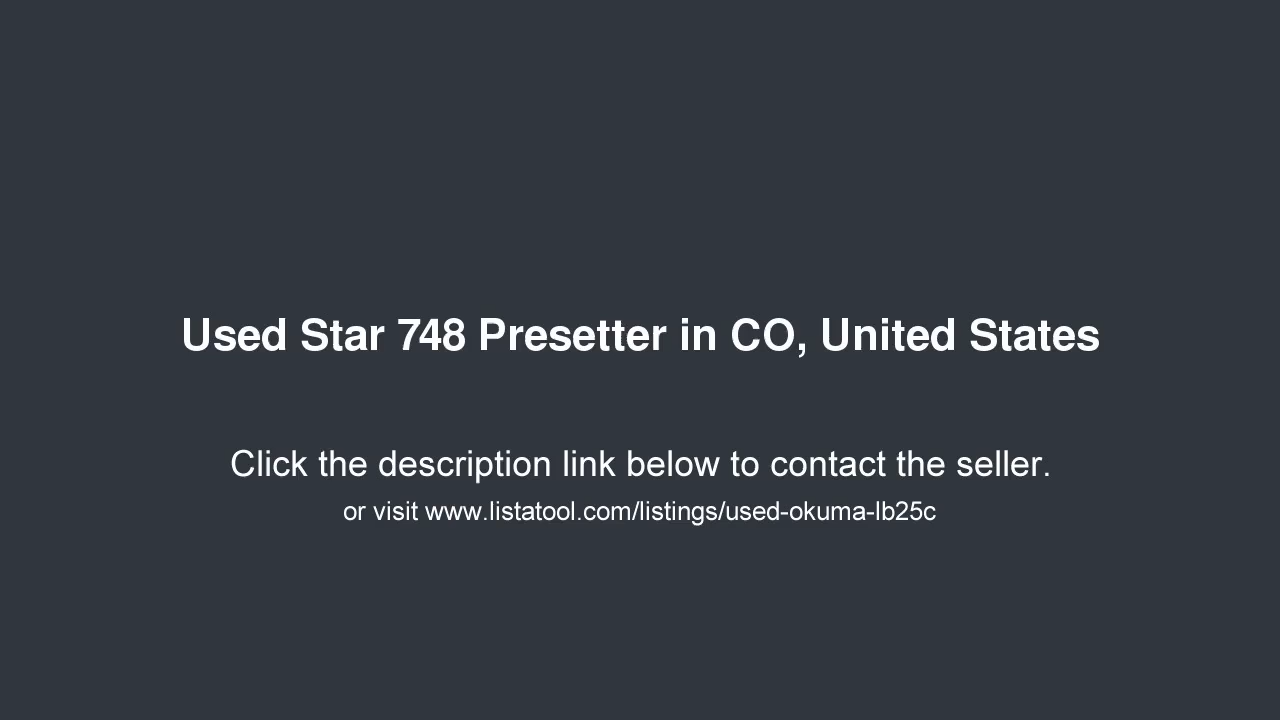 Used Star 748 Presetter in CO, United States
Click the description link below to contact the seller.
or visit www.listatool.com/listings/used-okuma-lb25c